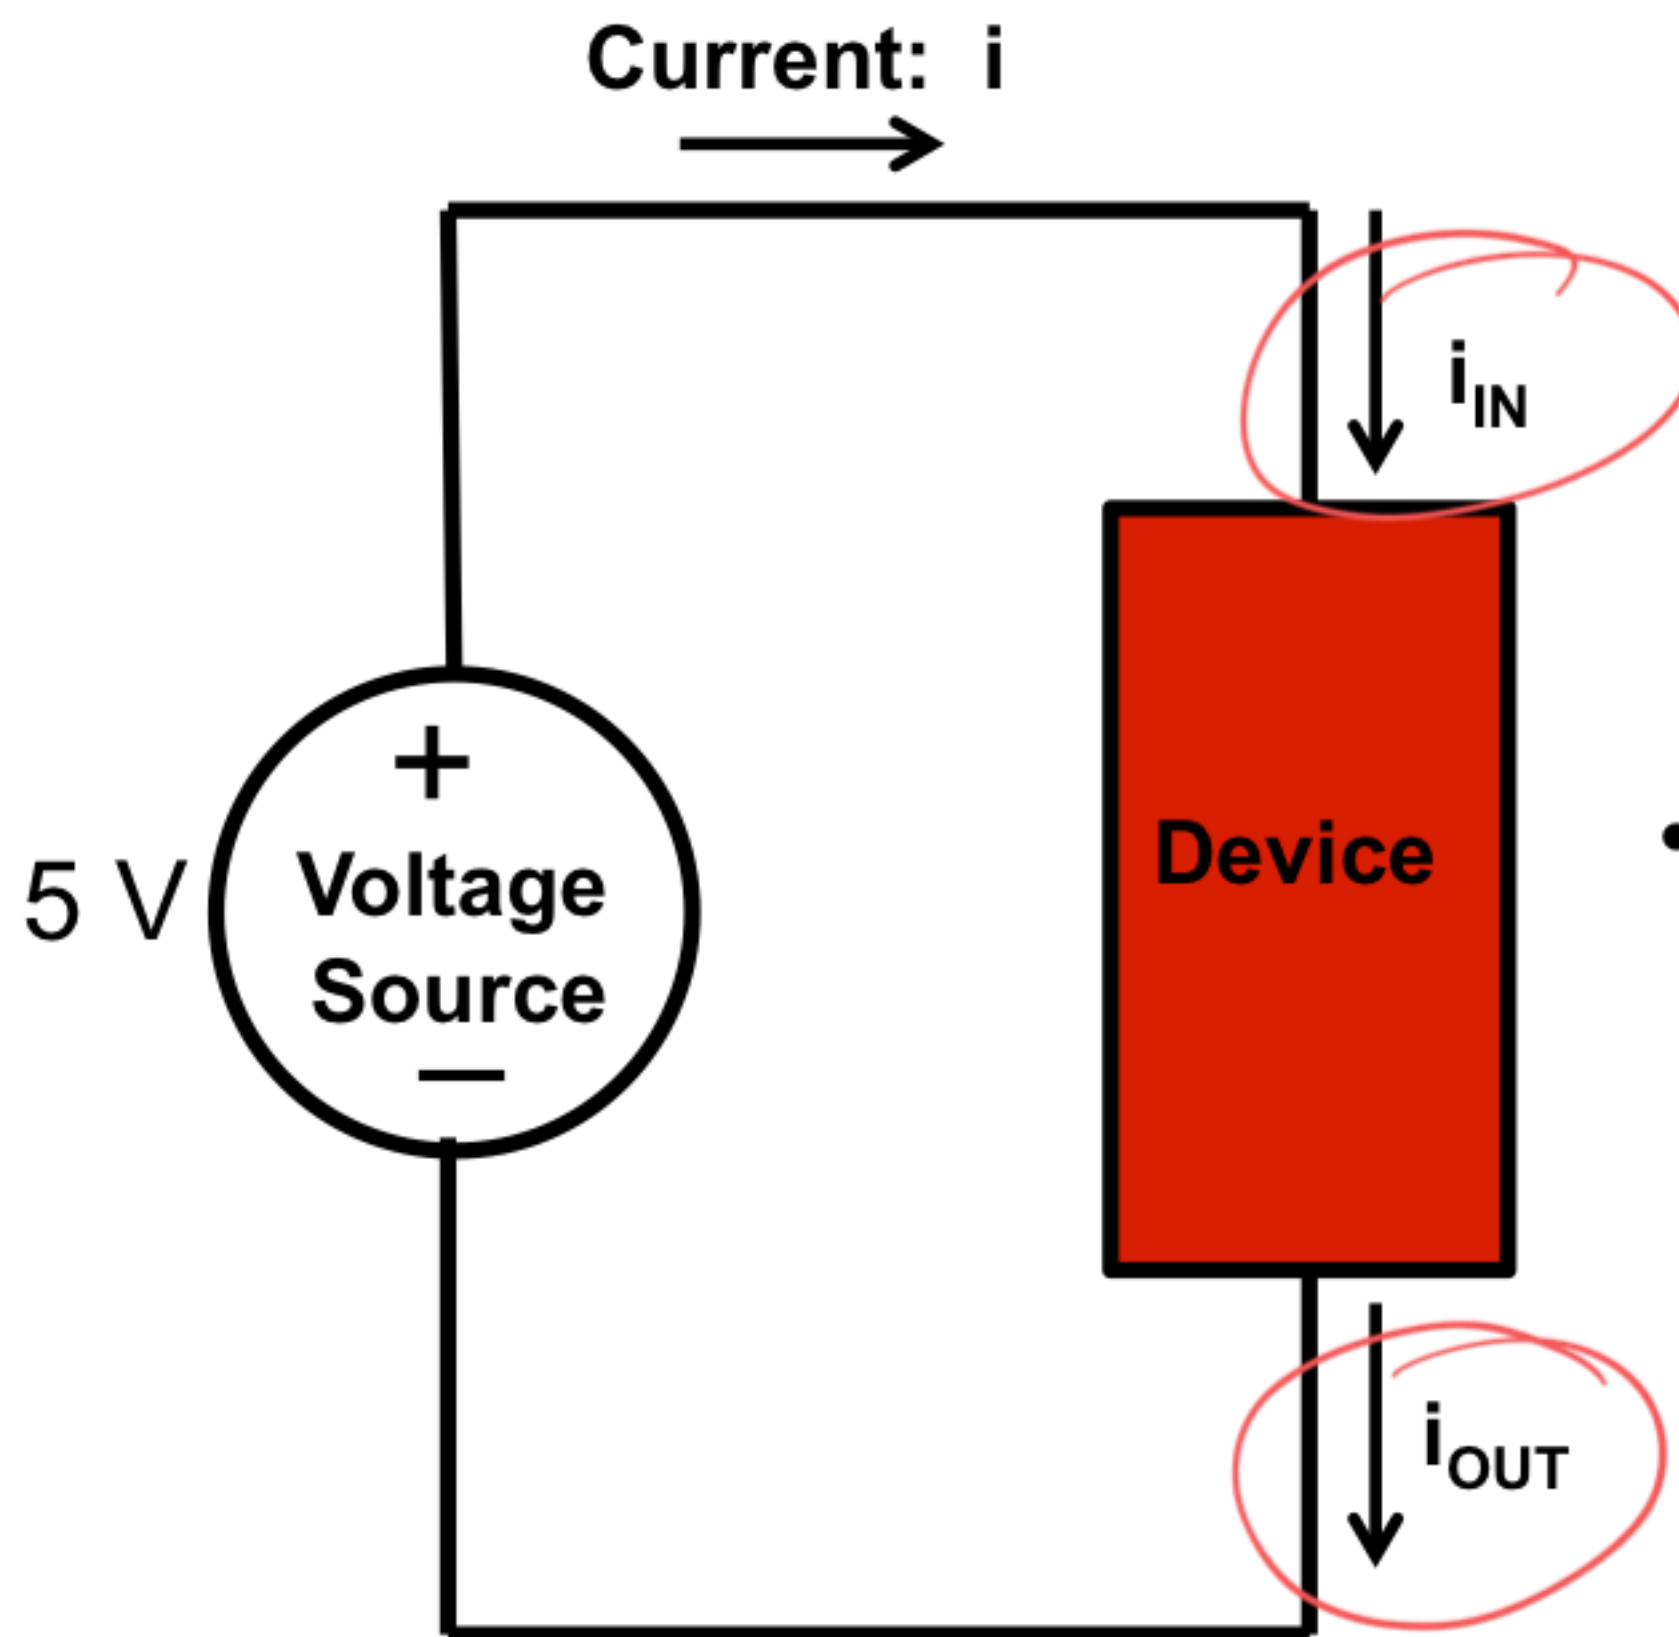 Current: i
i_IN
+
5 V
Voltage
Source
—
Device
•
i_OUT